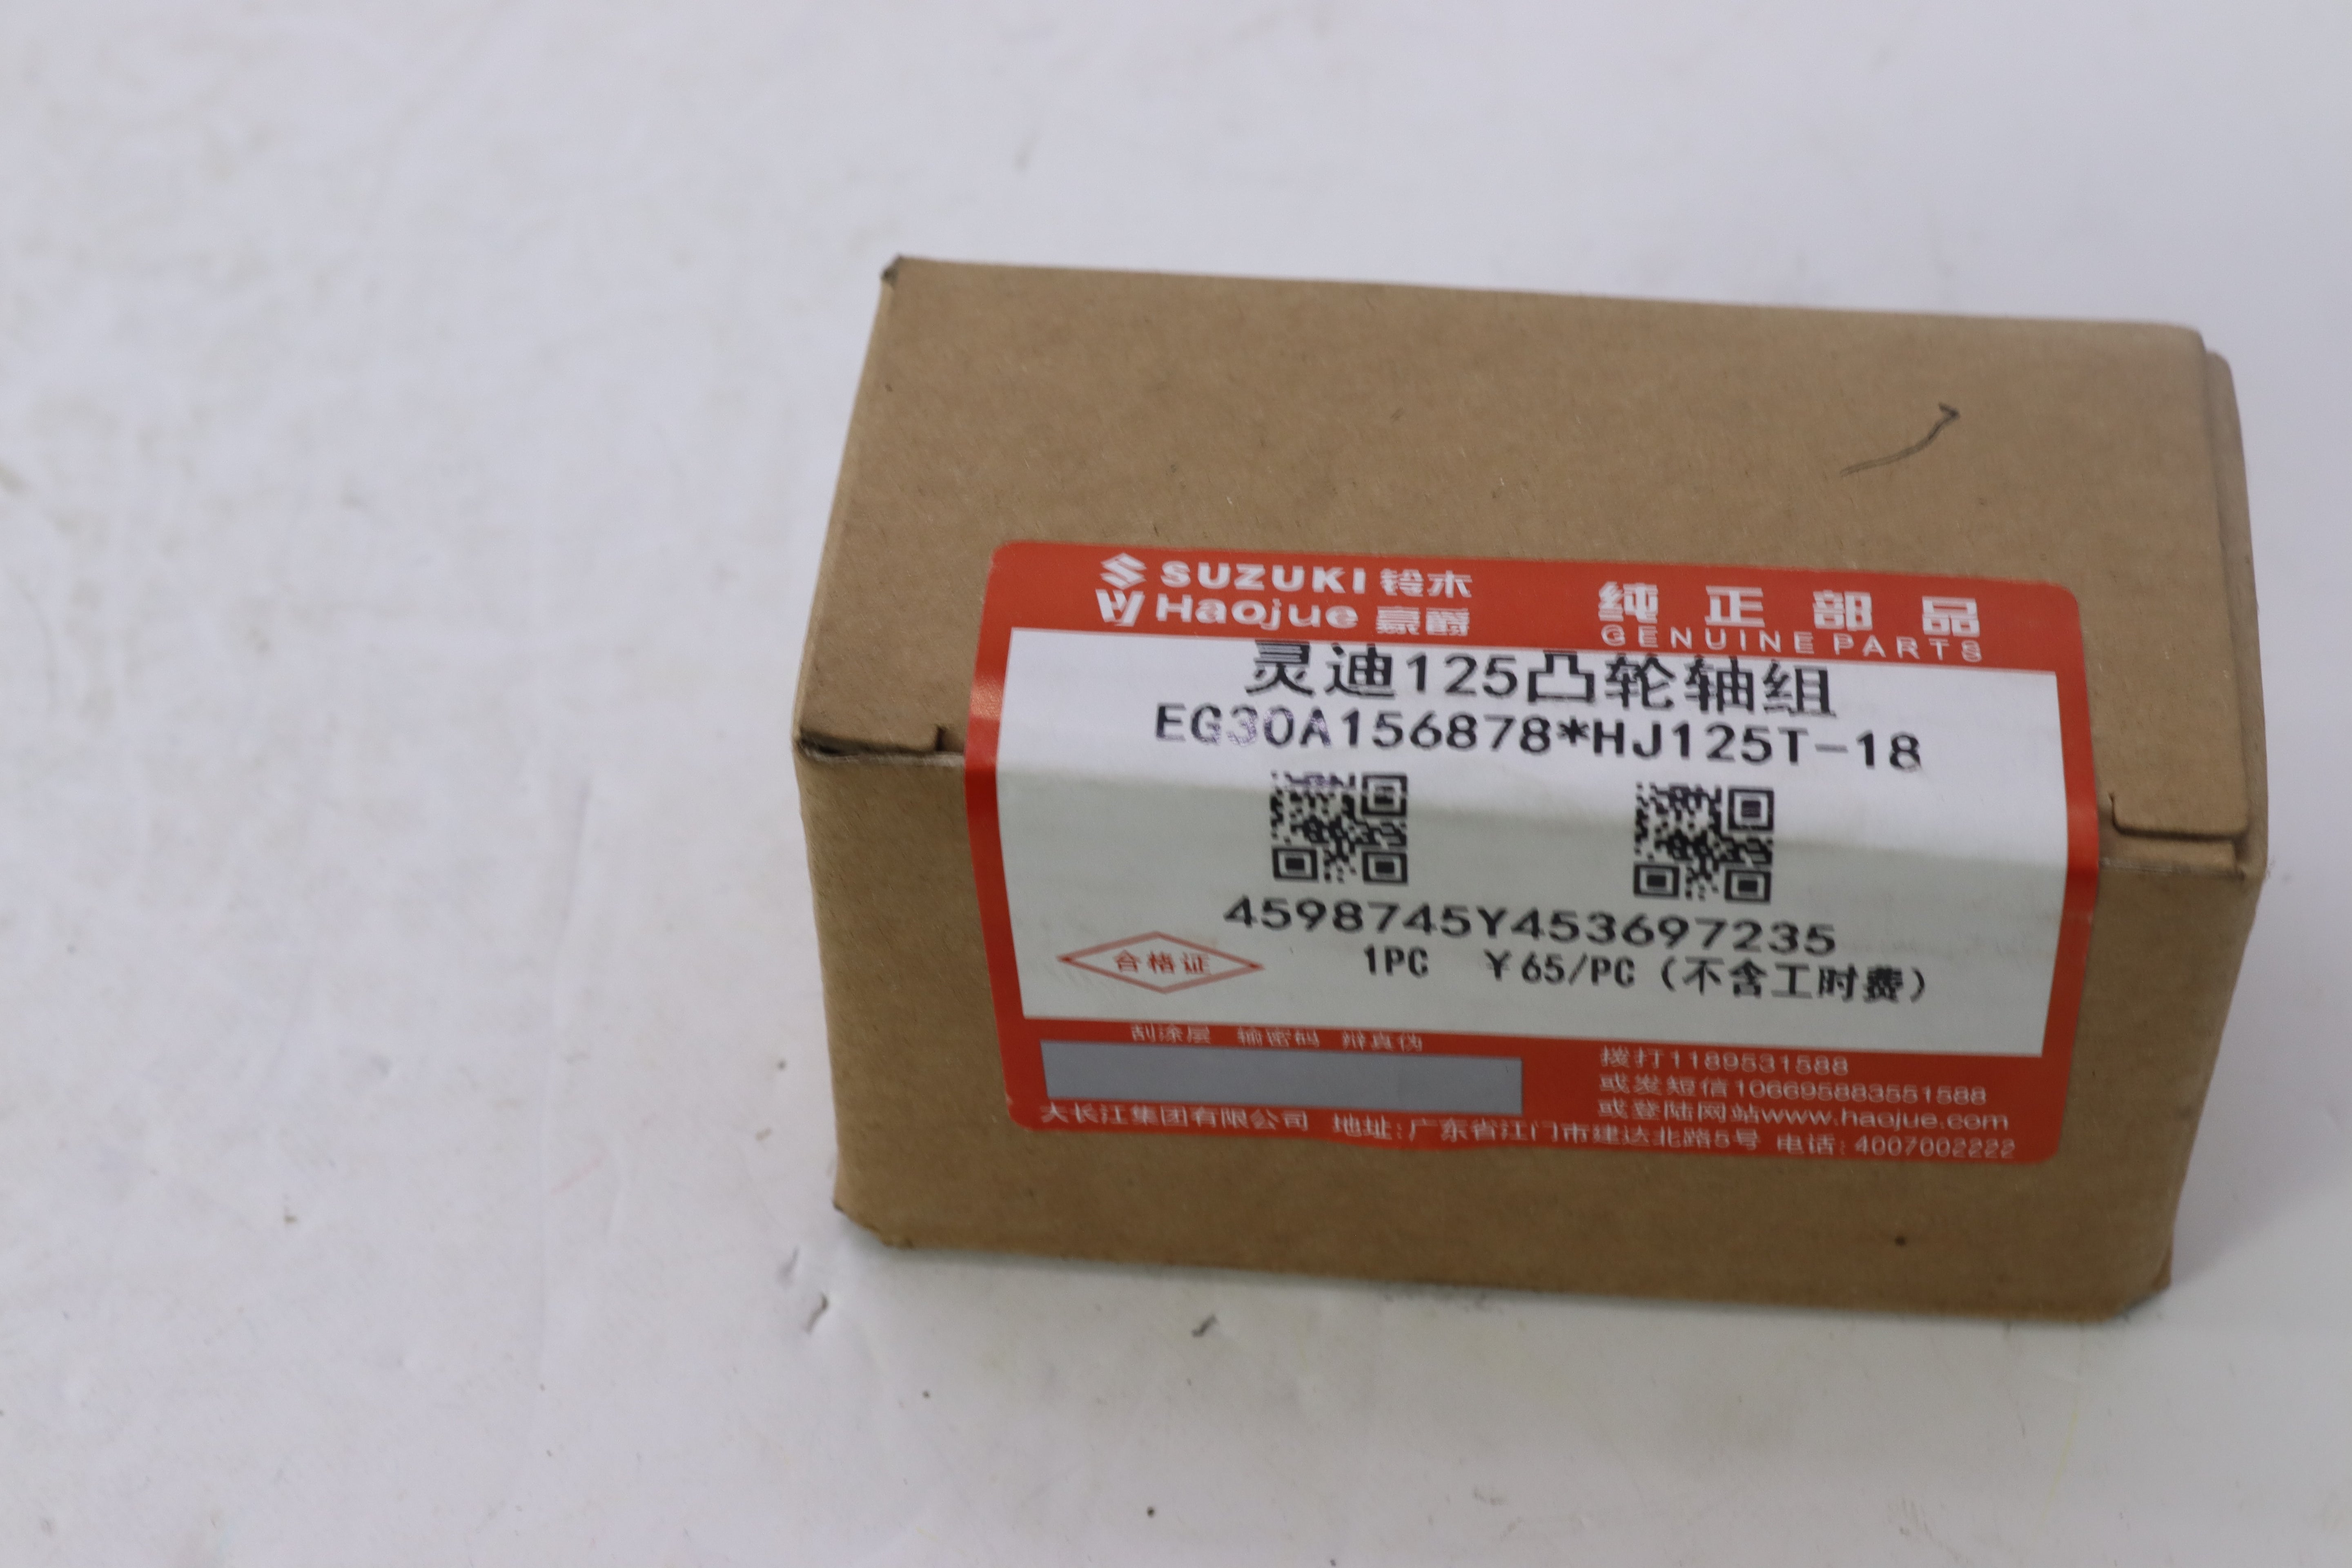 SUZUKI 铃木
Haojue 豪爵
纯正部品
GENUINE PARTS
灵迪125凸轮轴组
EG30A156878*HJ125T-18
4598745Y453697235
合格证
1PC ￥65/PC(不含工时费)
刮涂层 输密码 辩真伪
拨打1189531588
或发短信106695883551588
或登陆网站www.haojue.com
大长江集团有限公司 地址:广东省江门市建达北路5号 电话:4007002222